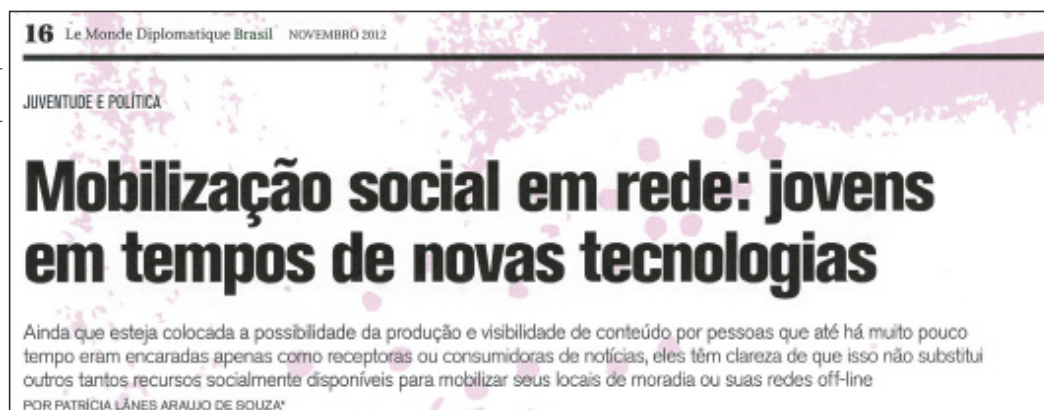 16 Le Monde Diplomatique Brasil NOVEMBRO 2012
JUVENTUDE E POLÍTICA
Mobilização social em rede: jovens
em tempos de novas tecnologias
Ainda que esteja colocada a possibilidade da produção e visibilidade de conteúdo por pessoas que até há muito pouco
tempo eram encaradas apenas como receptoras ou consumidoras de notícias, eles têm clareza de que isso não substitui
outros tantos recursos socialmente disponíveis para mobilizar seus locais de moradia ou suas redes off-line
POR PATRÍCIA LÂNES ARAUJO DE SOUZA*